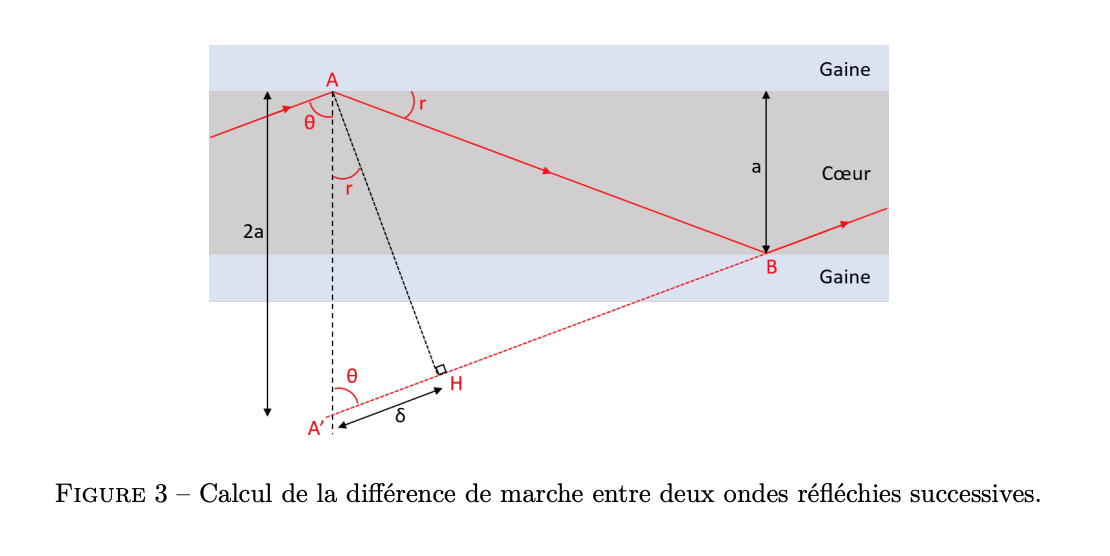 Gaine
A
r
θ
r
a
Cœur
2a
B
Gaine
θ
H
δ
A'
FIGURE 3 – Calcul de la différence de marche entre deux ondes réfléchies successives.